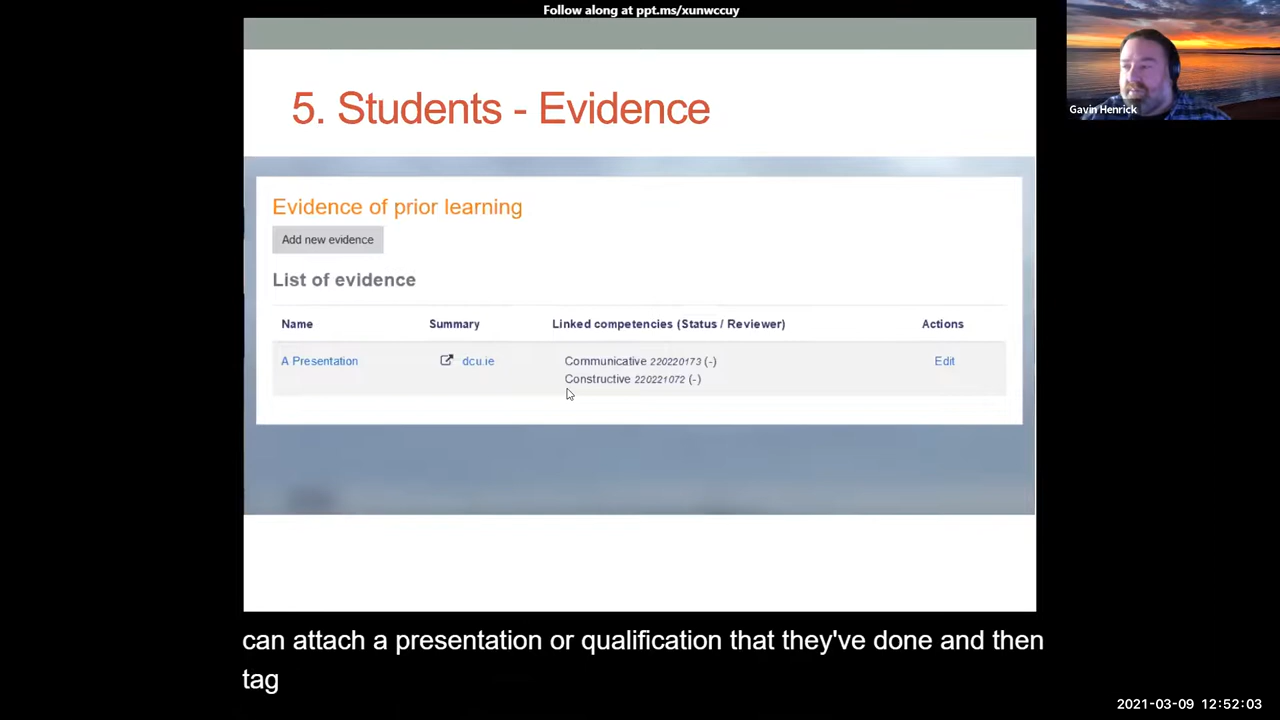 Follow along at ppt.ms/xunwccuy
Gavin Henrick
5. Students - Evidence
Evidence of prior learning
Add new evidence
List of evidence
Name Summary Linked competencies (Status / Reviewer) Actions
A Presentation dcu.ie Communicative 220220173 (-) Edit
Constructive 220221072 (-)
can attach a presentation or qualification that they've done and then
tag
2021-03-09 12:52:03